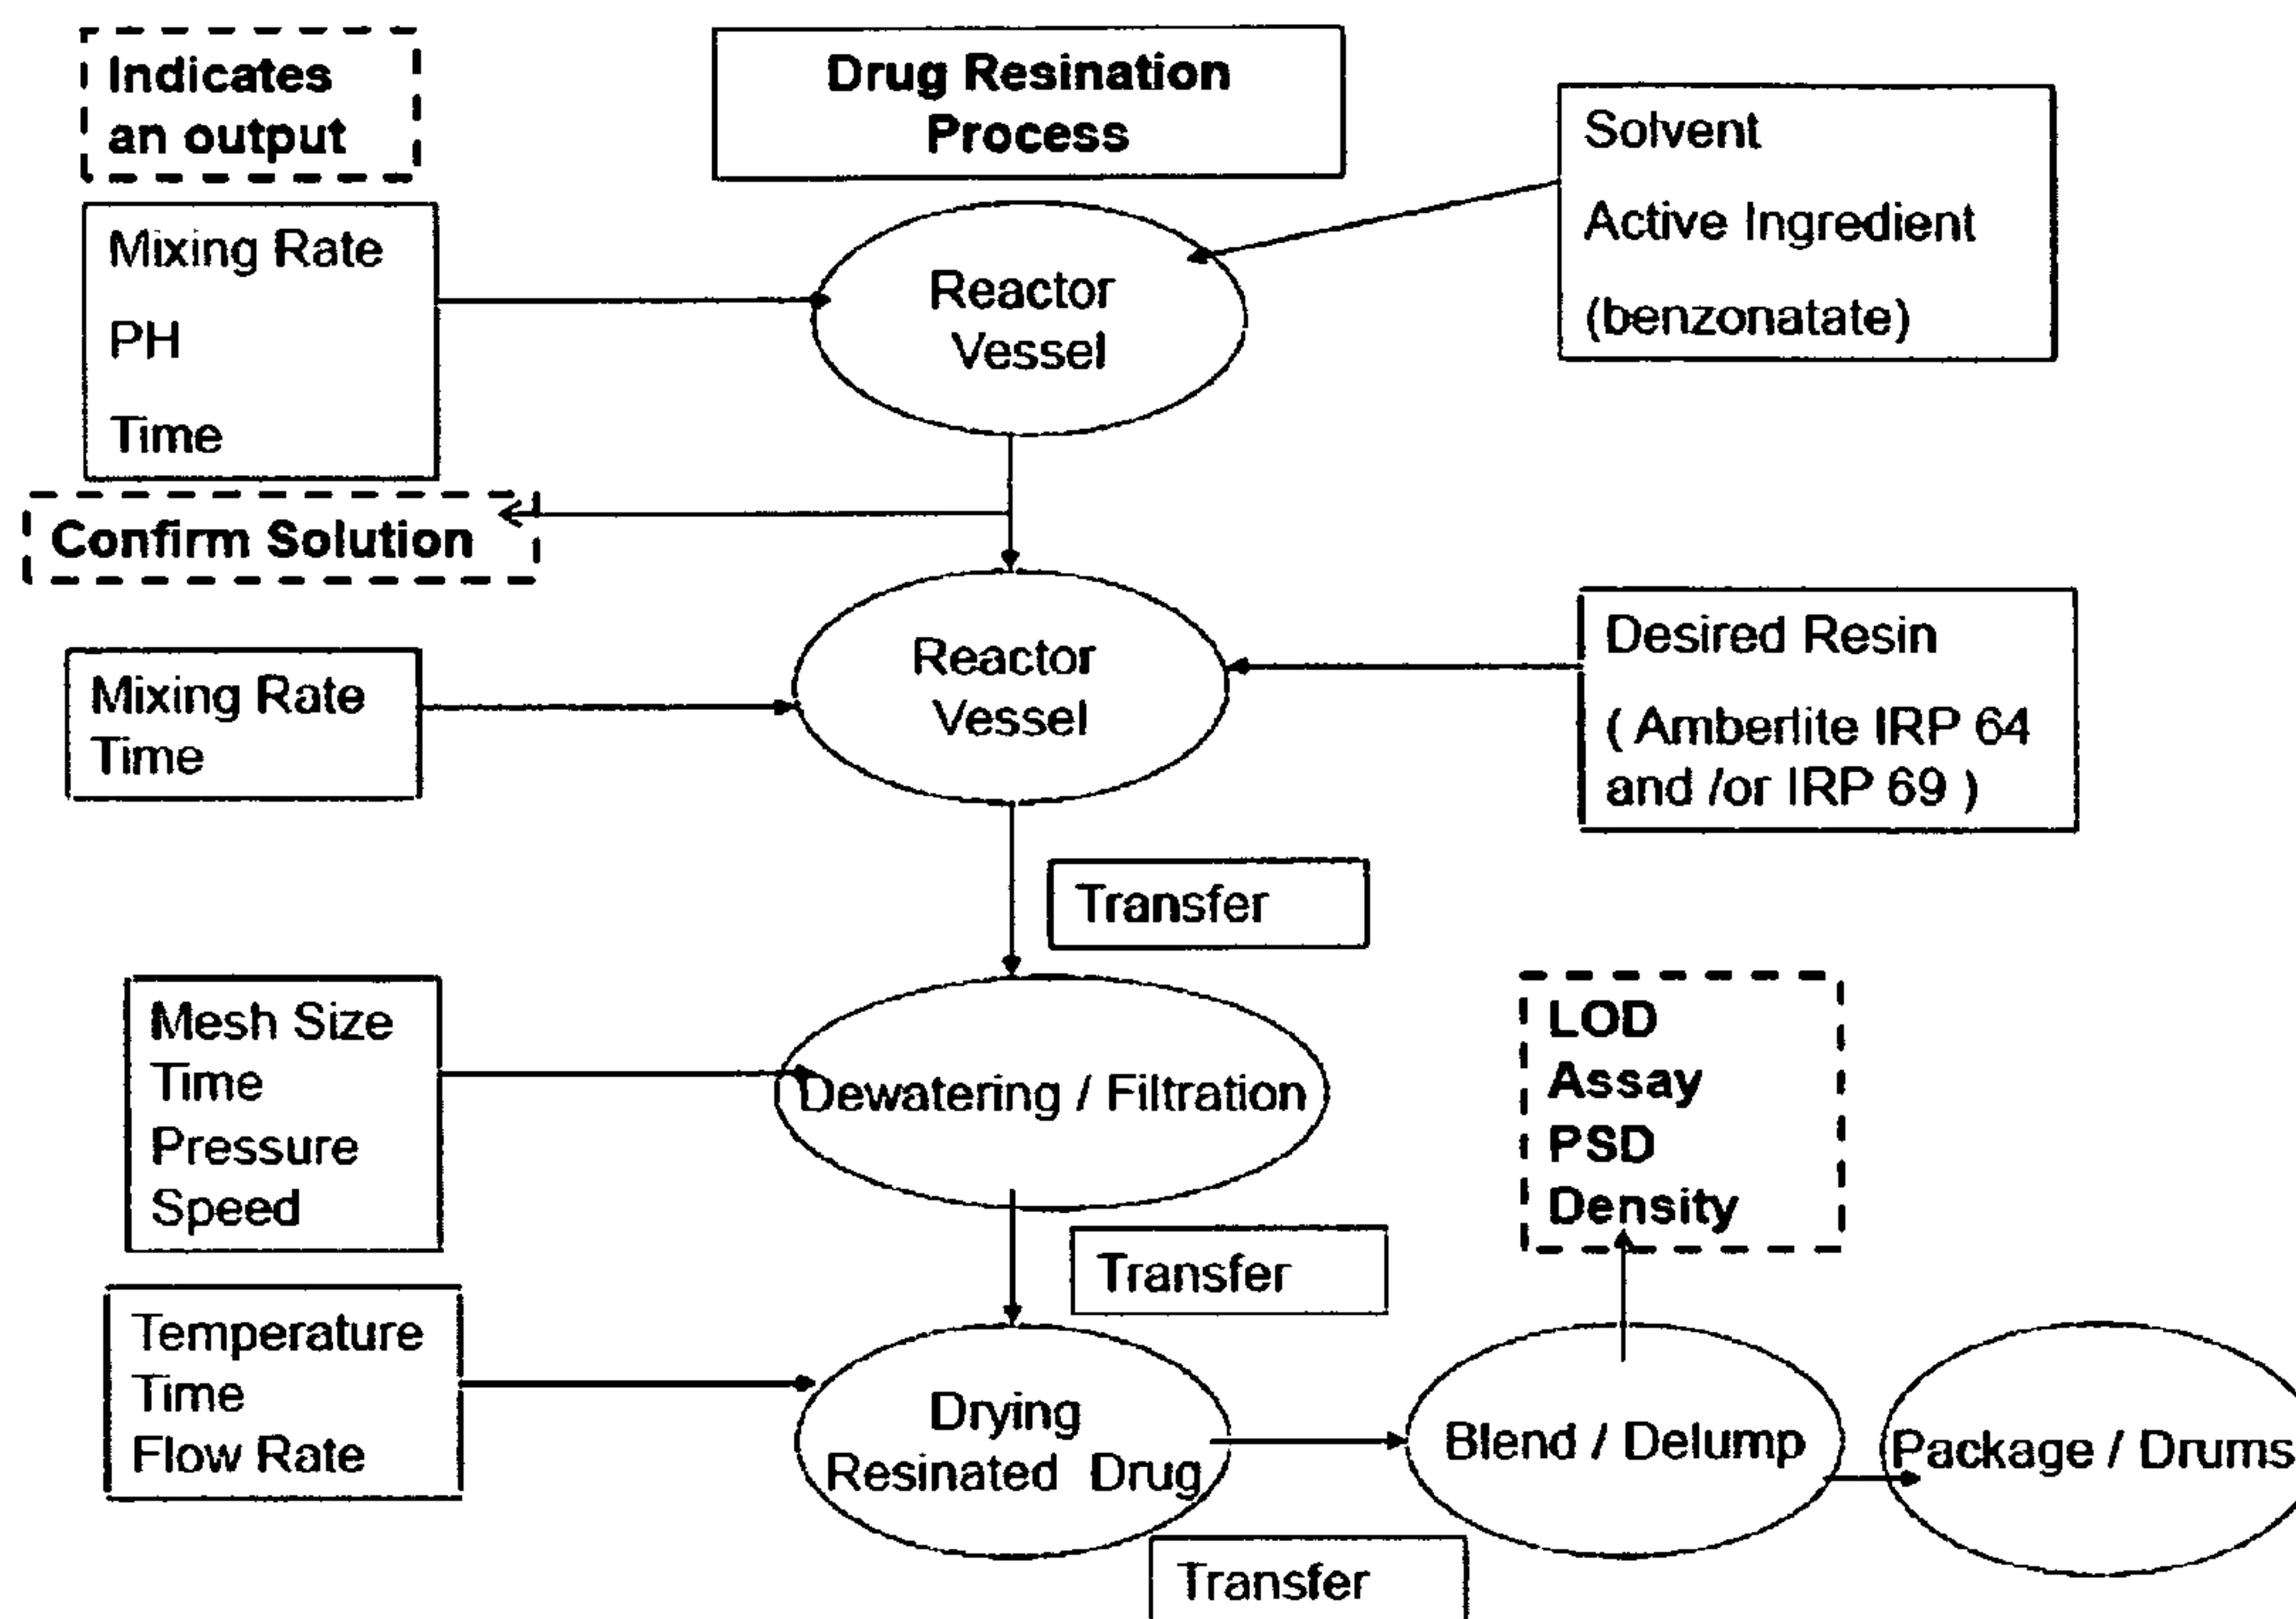 Indicates
an output
Drug Resination
Process
Solvent
Active Ingredient
(benzonatate)
Mixing Rate
PH
Time
Reactor
Vessel
Confirm Solution
Mixing Rate
Time
Reactor
Vessel
Desired Resin
( Amberlite IRP 64
and /or IRP 69 )
Transfer
Mesh Size
Time
Pressure
Speed
Dewatering / Filtration
LOD
Assay
PSD
Density
Transfer
Temperature
Time
Flow Rate
Drying
Resinated Drug
Blend / Delump
Package / Drums
Transfer